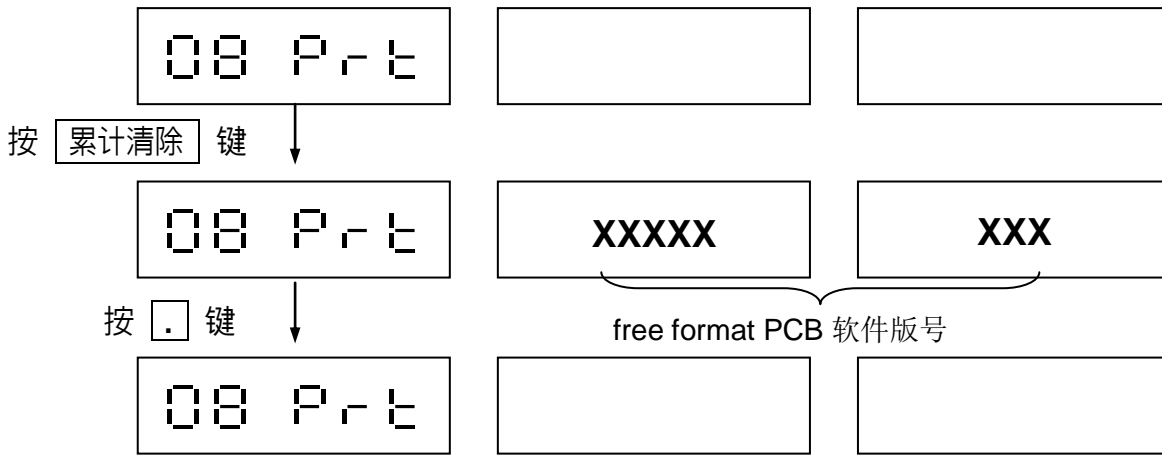 08 Prt
按 累计清除 键
08 Prt XXXXX XXX
按 . 键
free format PCB 软件版号
08 Prt